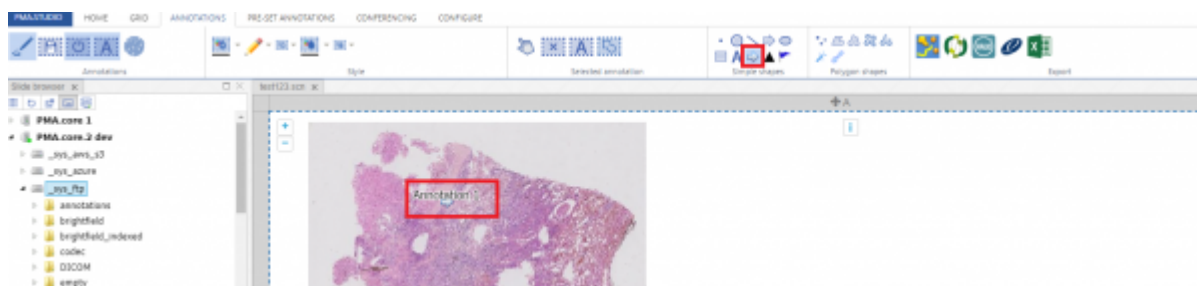 PMA.STUDIO HOME GRID ANNOTATIONS PRE-SET ANNOTATIONS CONFERENCING CONFIGURE
Annotations Style Selected annotation Simple shapes Polygon shapes Export
Slide browser test123.scn
A
PMA.core 1
PMA.core.2 dev
_sys_aws_s3
_sys_azure
_sys_ftp
Annotation 1
annotations
brightfield
brightfield_indexed
codec
DICOM
empty